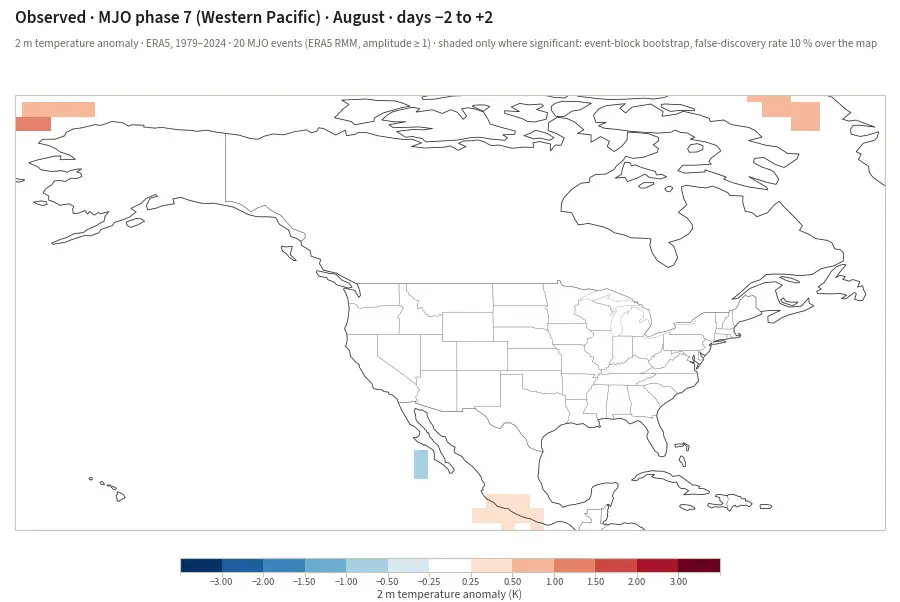 Observed · MJO phase 7 (Western Pacific) · August · days −2 to +2
2 m temperature anomaly · ERA5, 1979–2024 · 20 MJO events (ERA5 RMM, amplitude ≥ 1) · shaded only where significant: event-block bootstrap, false-discovery rate 10 % over the map
−3.00 −2.00 −1.50 −1.00 −0.50 −0.25 0.25 0.50 1.00 1.50 2.00 3.00
2 m temperature anomaly (K)